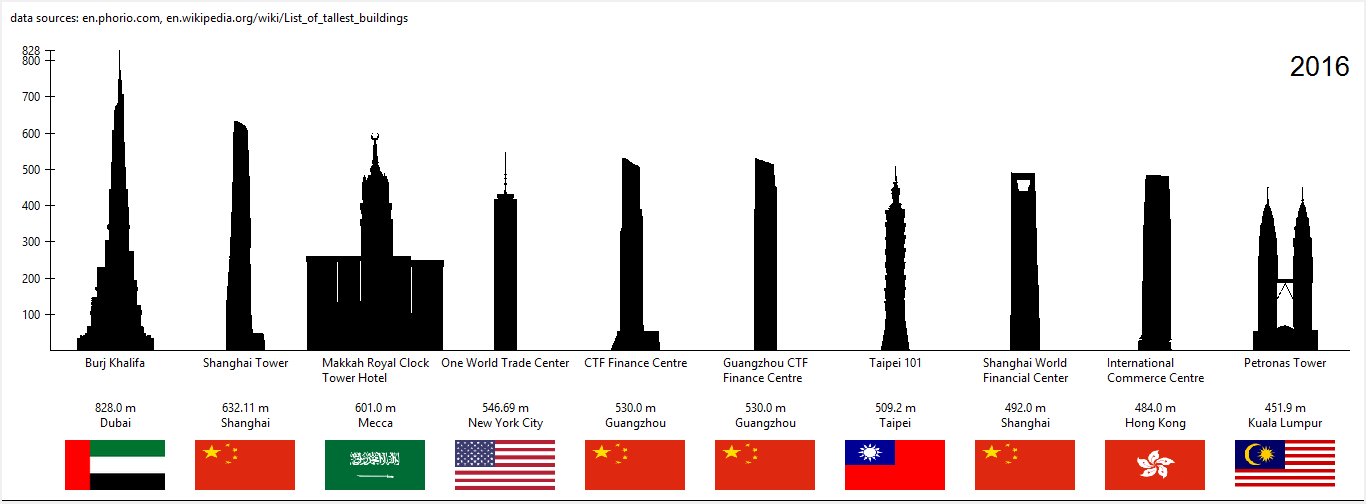 data sources: en.phorio.com, en.wikipedia.org/wiki/List_of_tallest_buildings
2016
828
800
700
600
500
400
300
200
100
Burj Khalifa
Shanghai Tower
Makkah Royal Clock
Tower Hotel
One World Trade Center
CTF Finance Centre
Guangzhou CTF
Finance Centre
Taipei 101
Shanghai World
Financial Center
International
Commerce Centre
Petronas Tower
828.0 m
Dubai
632.11 m
Shanghai
601.0 m
Mecca
546.69 m
New York City
530.0 m
Guangzhou
530.0 m
Guangzhou
509.2 m
Taipei
492.0 m
Shanghai
484.0 m
Hong Kong
451.9 m
Kuala Lumpur